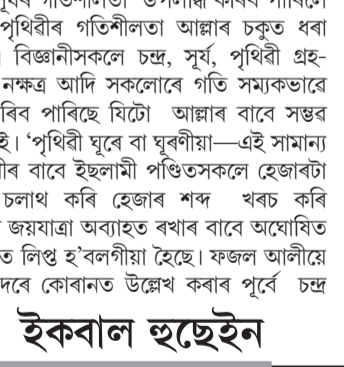 পৃথিৱীৰ গতিশীলতা আল্লাৰ চকুত ধৰা
বিজ্ঞানীসকলে চন্দ্ৰ, সূৰ্য, পৃথিৱী গ্ৰহ-
নক্ষত্ৰ আদি সকলোৰে গতি সম্যকভাৱে
ৰিব পাৰিছে যিটো আল্লাৰ বাবে সম্ভৱ
ই। ‘পৃথিৱী ঘূৰে বা ঘূৰণীয়া—এই সামান্য
ৰীৰ বাবে ইছলামী পণ্ডিতসকলে হেজাৰটা
চলাথ কৰি হেজাৰ শব্দ খৰচ কৰি
জয়যাত্ৰা অব্যাহত ৰখাৰ বাবে অঘোষিত
ত লিপ্ত হ’বলগীয়া হৈছে। ফজল আলীয়ে
দৰে কোৰানত উল্লেখ কৰাৰ পূৰ্বে চন্দ্ৰ
ইকবাল হুছেইন